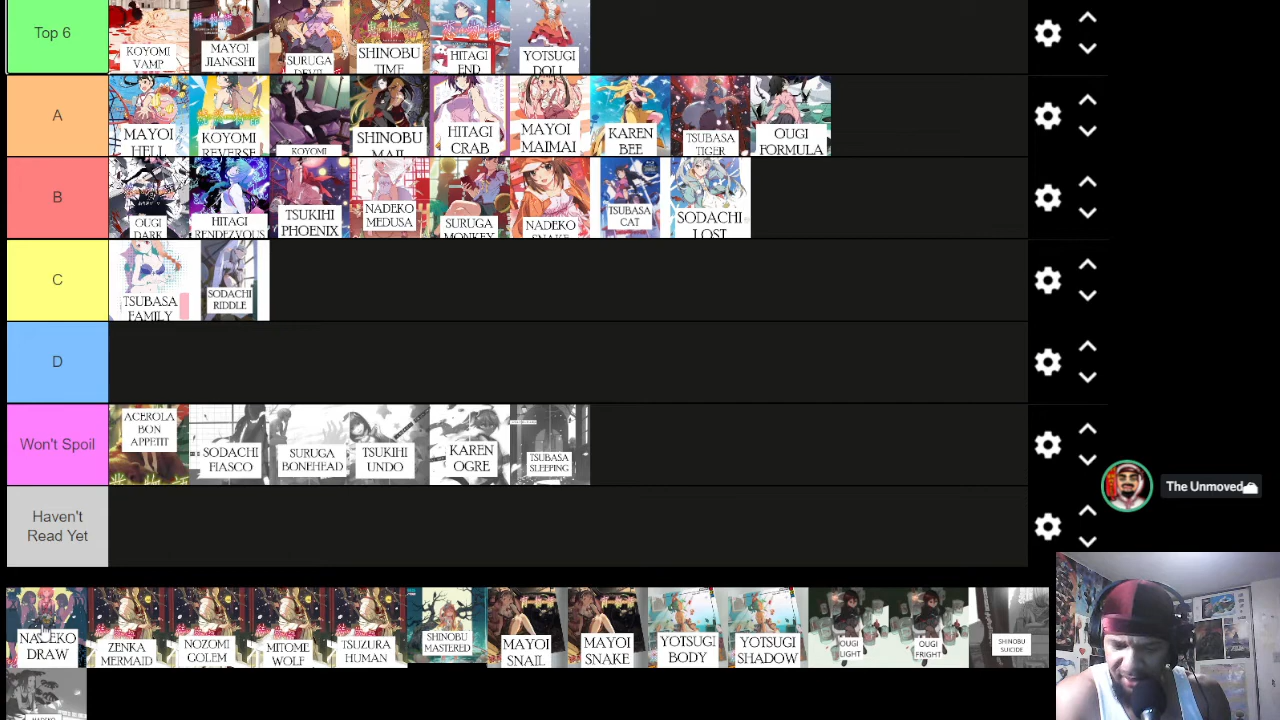 Top 6
KOYOMI
VAMP
MAYOI
JIANGSHI
SURUGA
DEVIL
SHINOBU
TIME
HITAGI
END
YOTSUGI
DOLL
A
MAYOI
HELL
KOYOMI
REVERSE
KOYOMI
SHINOBU
MAIL
HITAGI
CRAB
MAYOI
MAIMAI
KAREN
BEE
TSUBASA
TIGER
OUGI
FORMULA
B
OUGI
DARK
HITAGI
RENDEZVOUS
TSUKIHI
PHOENIX
NADEKO
MEDUSA
SURUGA
MONKEY
NADEKO
SNAKE
TSUBASA
CAT
SODACHI
LOST
C
TSUBASA
FAMILY
SODACHI
RIDDLE
D
Won't Spoil
ACEROLA
BON
APPETIT
SODACHI
FIASCO
SURUGA
BONEHEAD
TSUKIHI
UNDO
KAREN
OGRE
TSUBASA
SLEEPING
The Unmoved
Haven't
Read Yet
NADEKO
DRAW
ZENKA
MERMAID
NOZOMI
GOLEM
MITOME
WOLF
TSUZURA
HUMAN
SHINOBU
MASTERED
MAYOI
SNAIL
MAYOI
SNAKE
YOTSUGI
BODY
YOTSUGI
SHADOW
OUGI
LIGHT
OUGI
FRIGHT
SHINOBU
SUICIDE